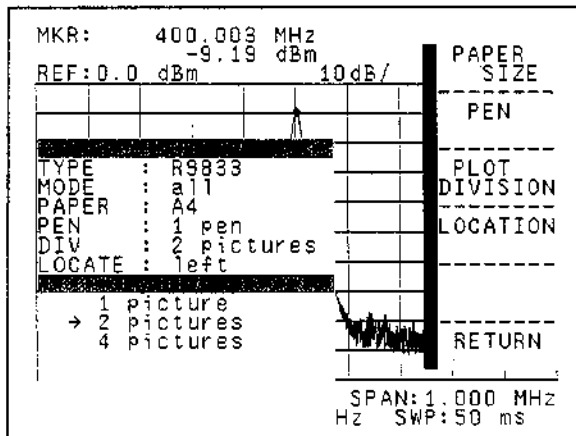 MKR: 400.003 MHz
-9.19 dBm
REF:0.0 dBm 10dB/
TYPE : R9833
MODE : all
PAPER : A4
PEN : 1 pen
DIV : 2 pictures
LOCATE : left
1 picture
→ 2 pictures
4 pictures
SPAN:1.000 MHz
Hz SWP:50 ms
PAPER
SIZE
PEN
PLOT
DIVISION
LOCATION
RETURN